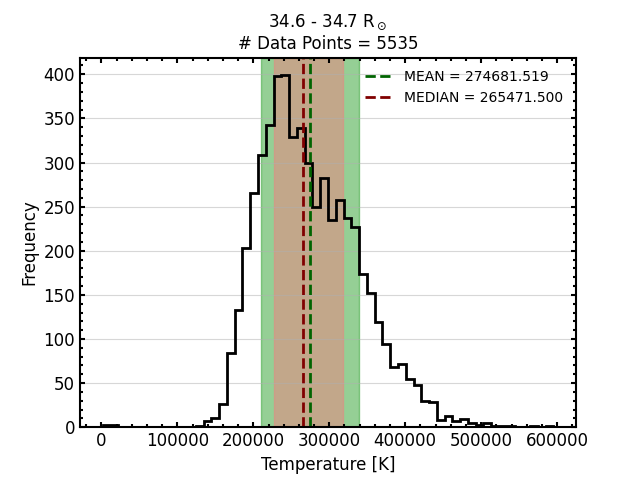 34.6 - 34.7 R⊙
# Data Points = 5535
MEAN = 274681.519
MEDIAN = 265471.500
400
350
300
250
200
150
100
50
0
Frequency
0 100000 200000 300000 400000 500000 600000
Temperature [K]